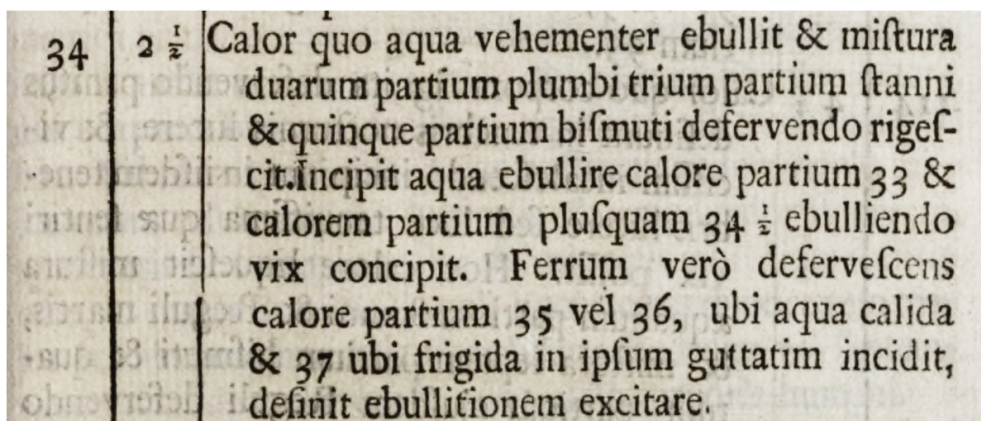 34 2 ½ Calor quo aqua vehementer ebullit & miſtura
duarum partium plumbi trium partium ſtanni
& quinque partium biſmuti defervendo rigeſ-
cit. Incipit aqua ebullire calore partium 33 &
calorem partium pluſquam 34 ½ ebulliendo
vix concipit. Ferrum verò deferveſcens
calore partium 35 vel 36, ubi aqua calida
& 37 ubi frigida in ipſum guttatim incidit,
deſinit ebullitionem excitare.